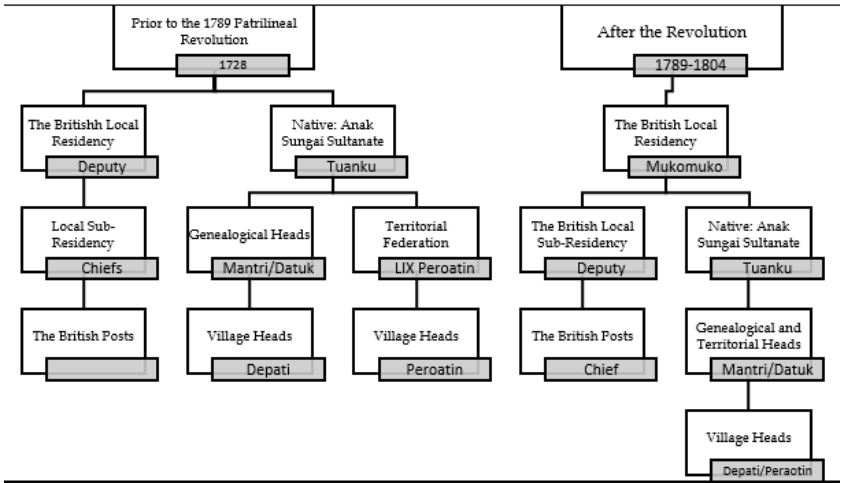 Prior to the 1789 Patrilineal
Revolution
1728
After the Revolution
1789-1804
The Britishh Local
Residency
Deputy
Native: Anak
Sungai Sultanate
Tuanku
The British Local
Residency
Mukomuko
Local Sub-
Residency
Chiefs
Genealogical Heads
Mantri/Datuk
Territorial
Federation
LIX Peroatin
The British Local
Sub-Residency
Deputy
Native: Anak
Sungai Sultanate
Tuanku
The British Posts
Village Heads
Depati
Village Heads
Peroatin
The British Posts
Chief
Genealogical and
Territorial Heads
Mantri/Datuk
Village Heads
Depati/Peraotin